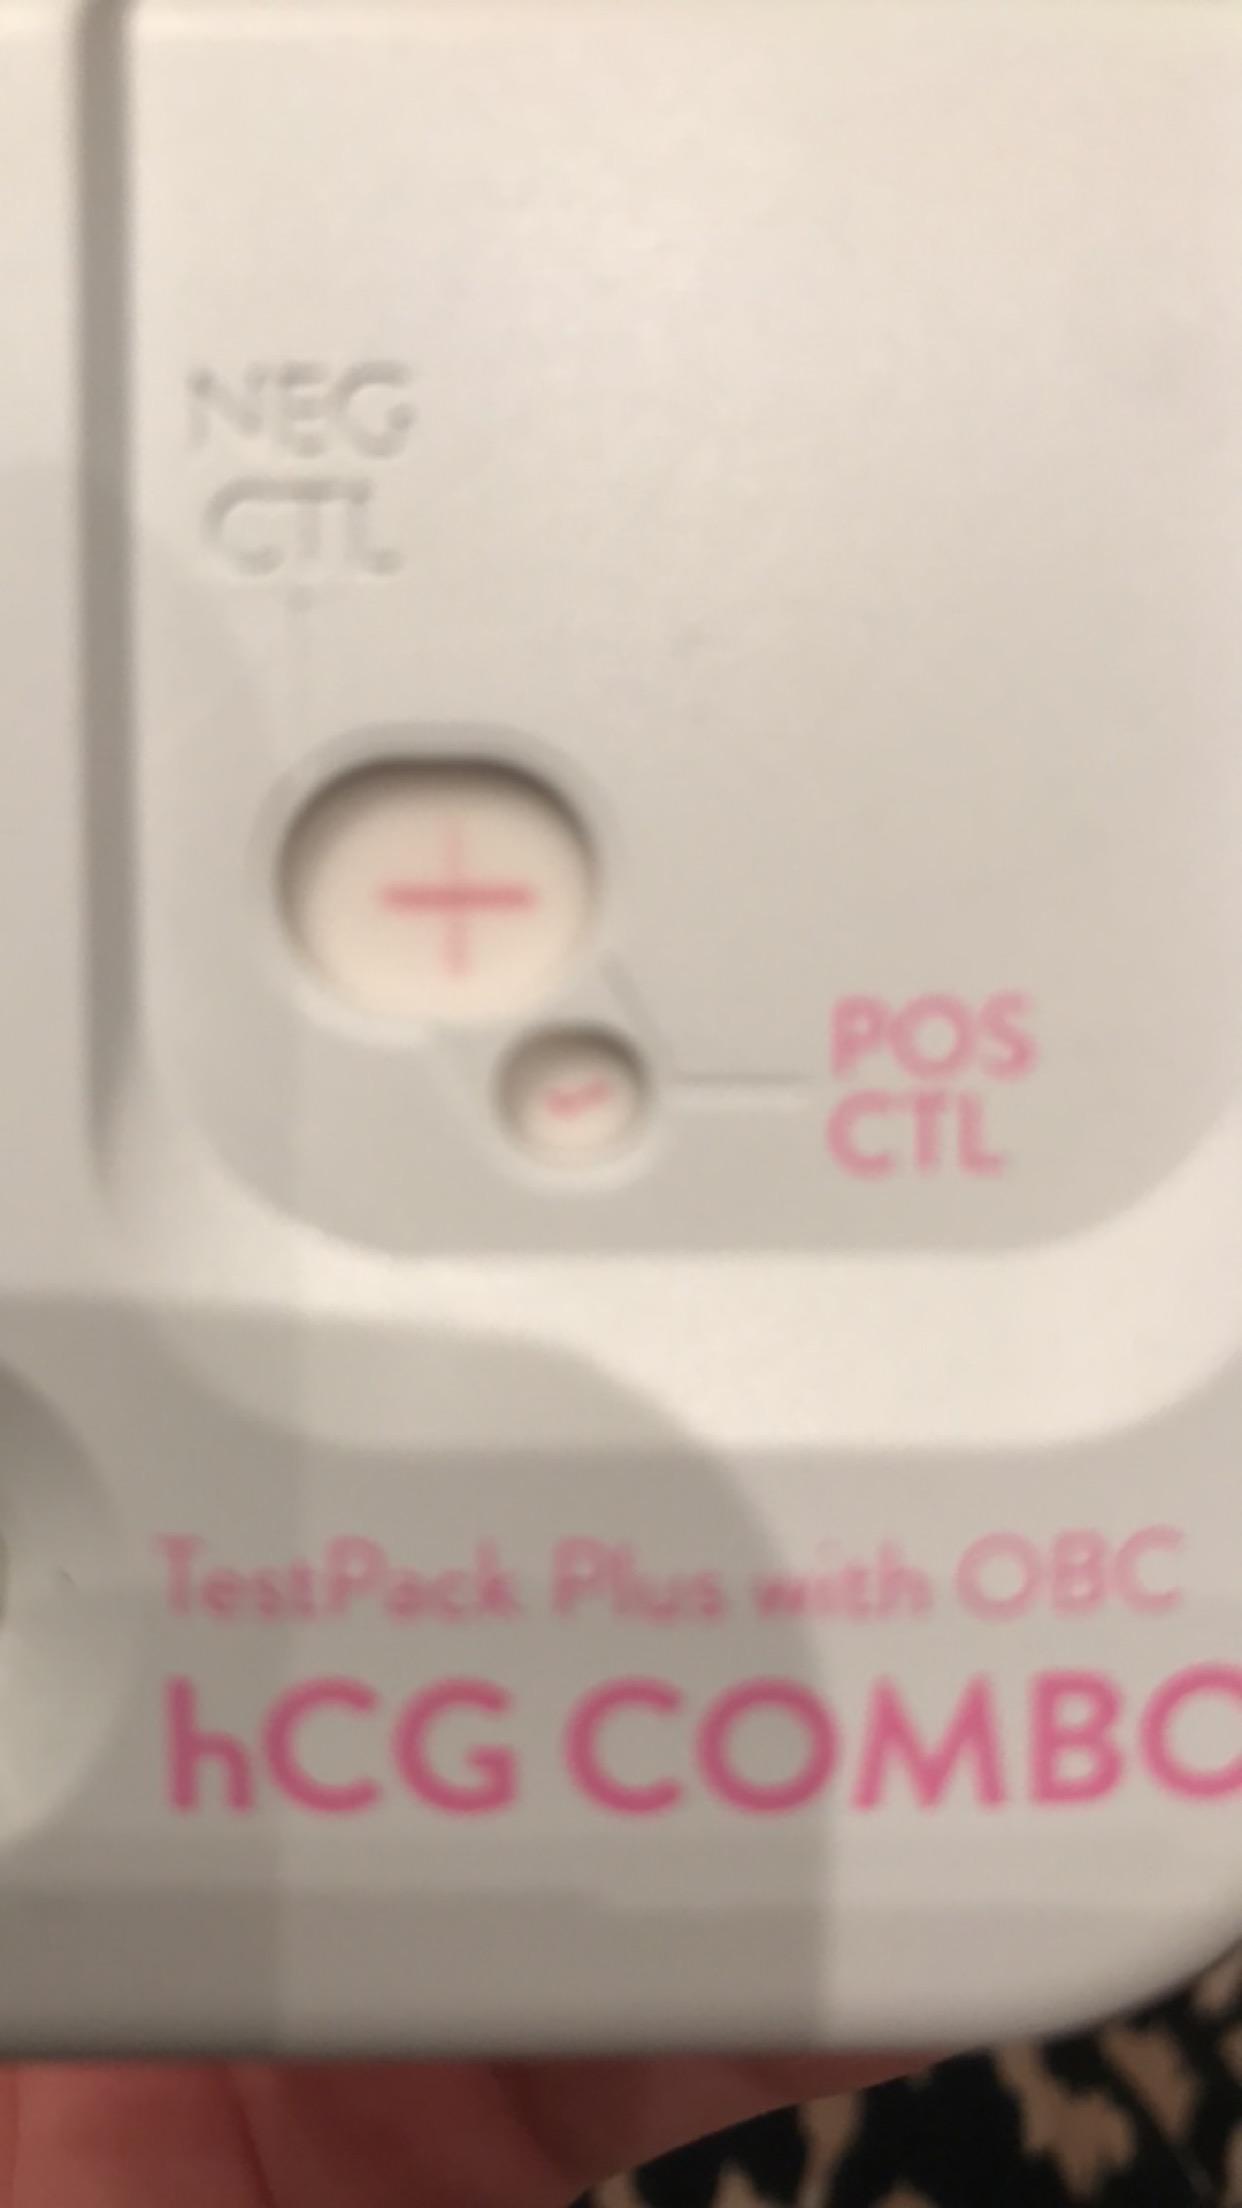 NEG
CTL
+
POS
CTL
TestPack Plus with OBC
hCG COMBO